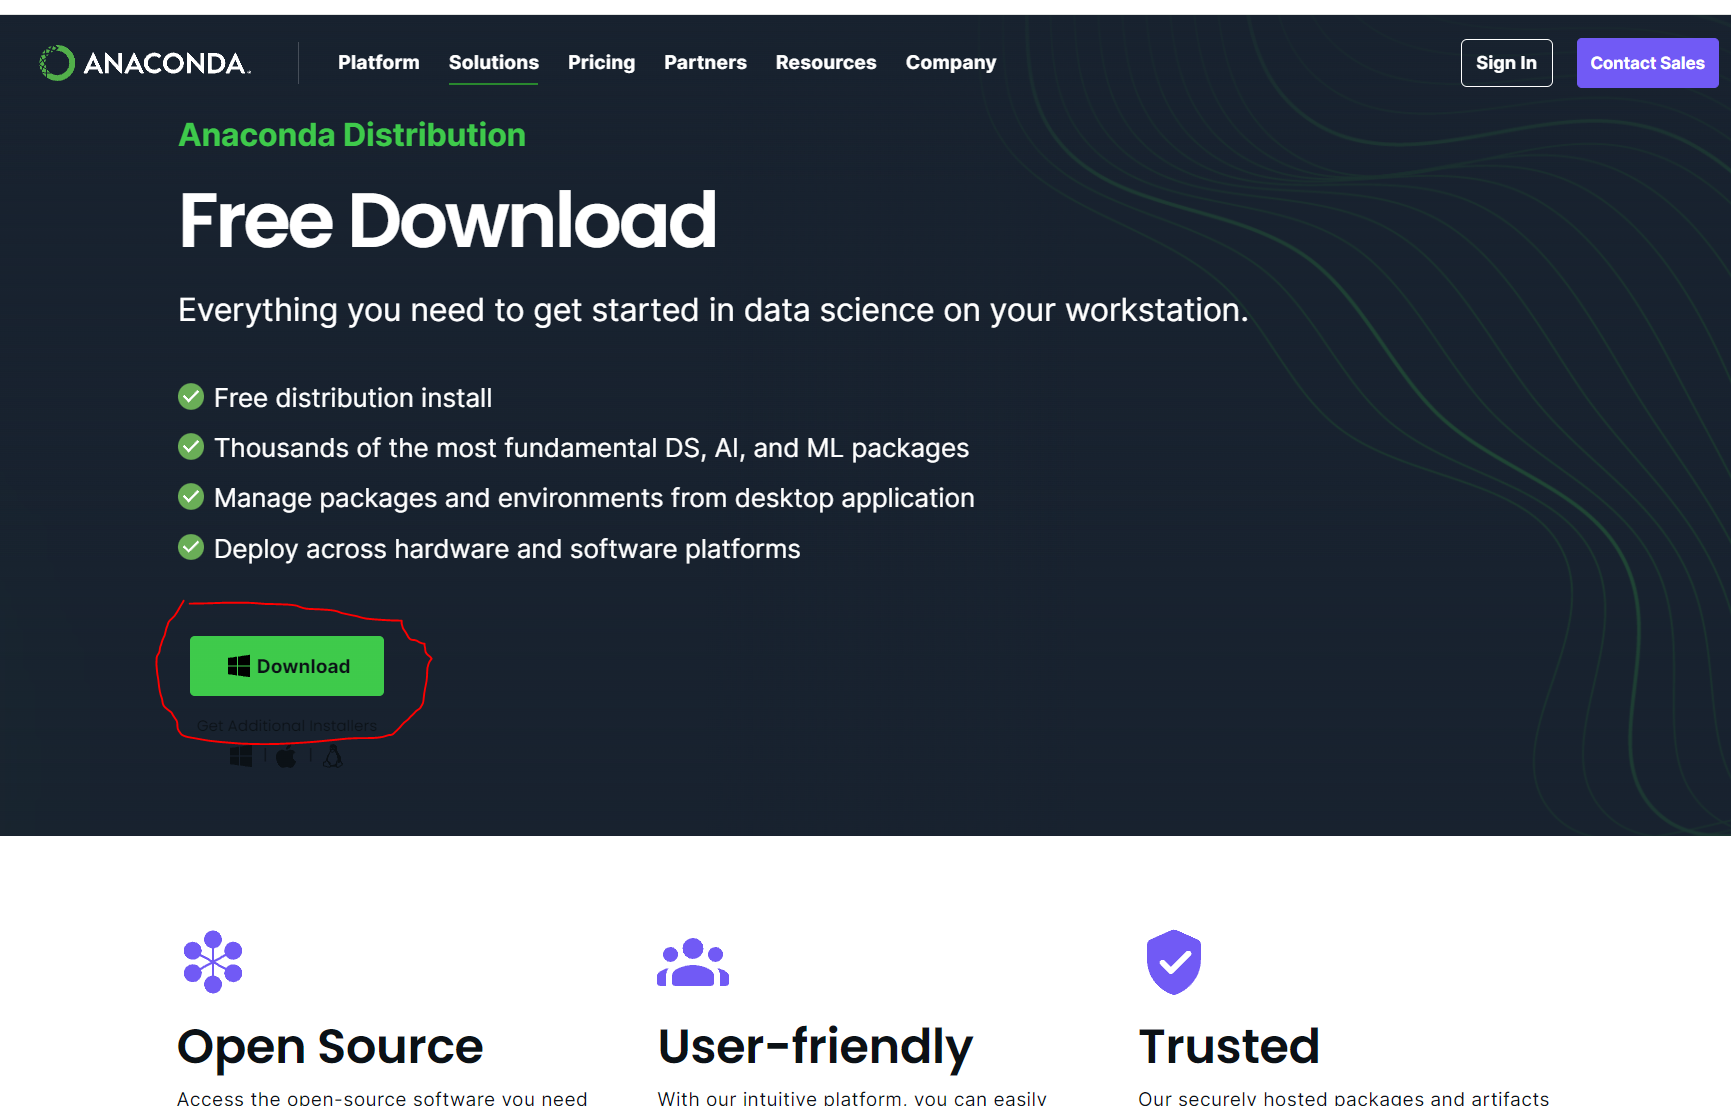 ANACONDA.
Platform Solutions Pricing Partners Resources Company Sign In Contact Sales
Anaconda Distribution
Free Download
Everything you need to get started in data science on your workstation.
Free distribution install
Thousands of the most fundamental DS, AI, and ML packages
Manage packages and environments from desktop application
Deploy across hardware and software platforms
Download
Get Additional Installers
Open Source
Access the open-source software you need
User-friendly
With our intuitive platform, you can easily
Trusted
Our securely hosted packages and artifacts